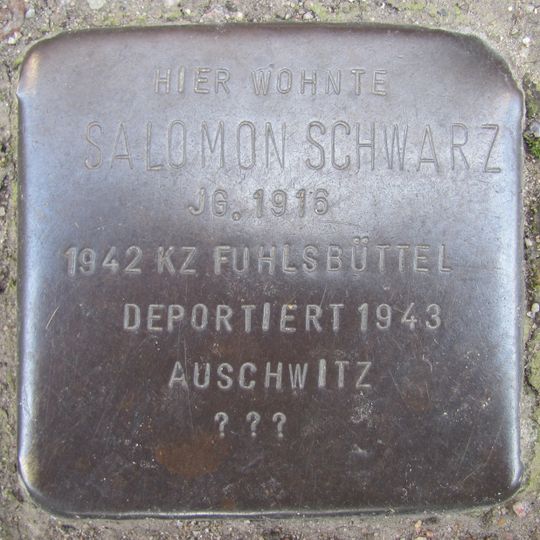 HIER WOHNTE
SALOMON SCHWARZ
JG. 1916
1942 KZ FUHLSBÜTTEL
DEPORTIERT 1943
AUSCHWITZ
? ? ?